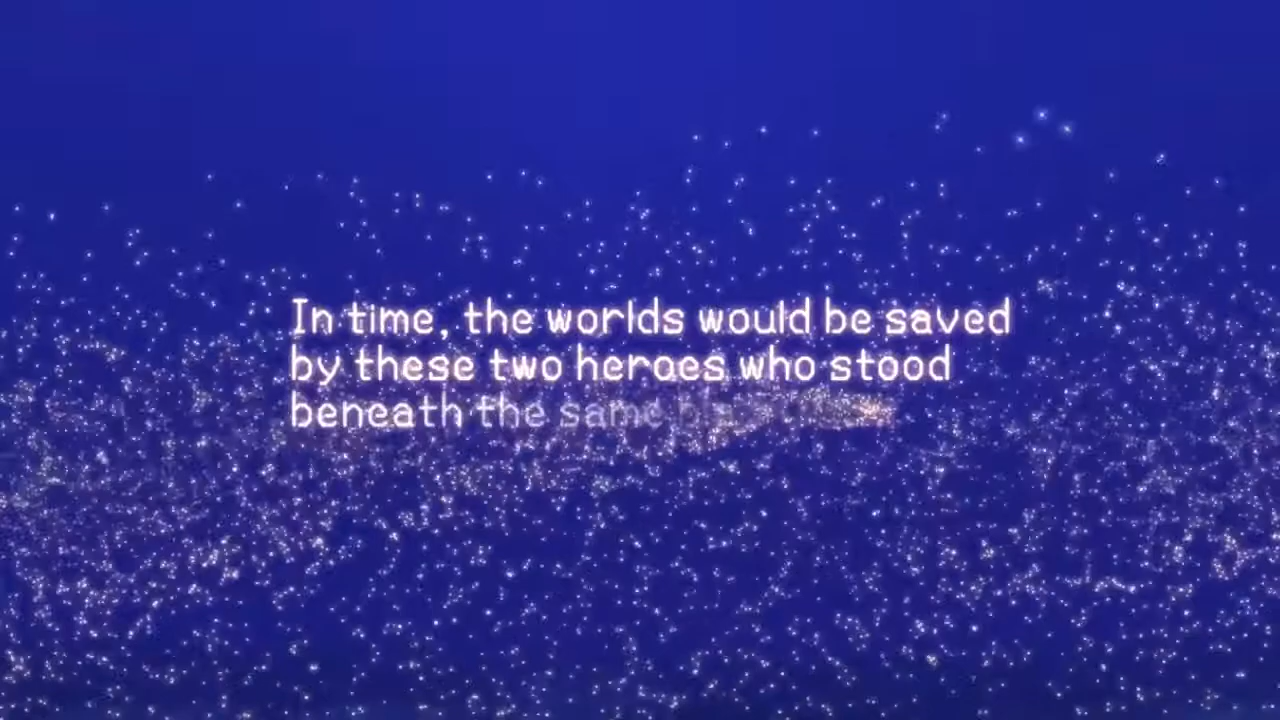 In time, the worlds would be saved
by these two heroes who stood
beneath the same